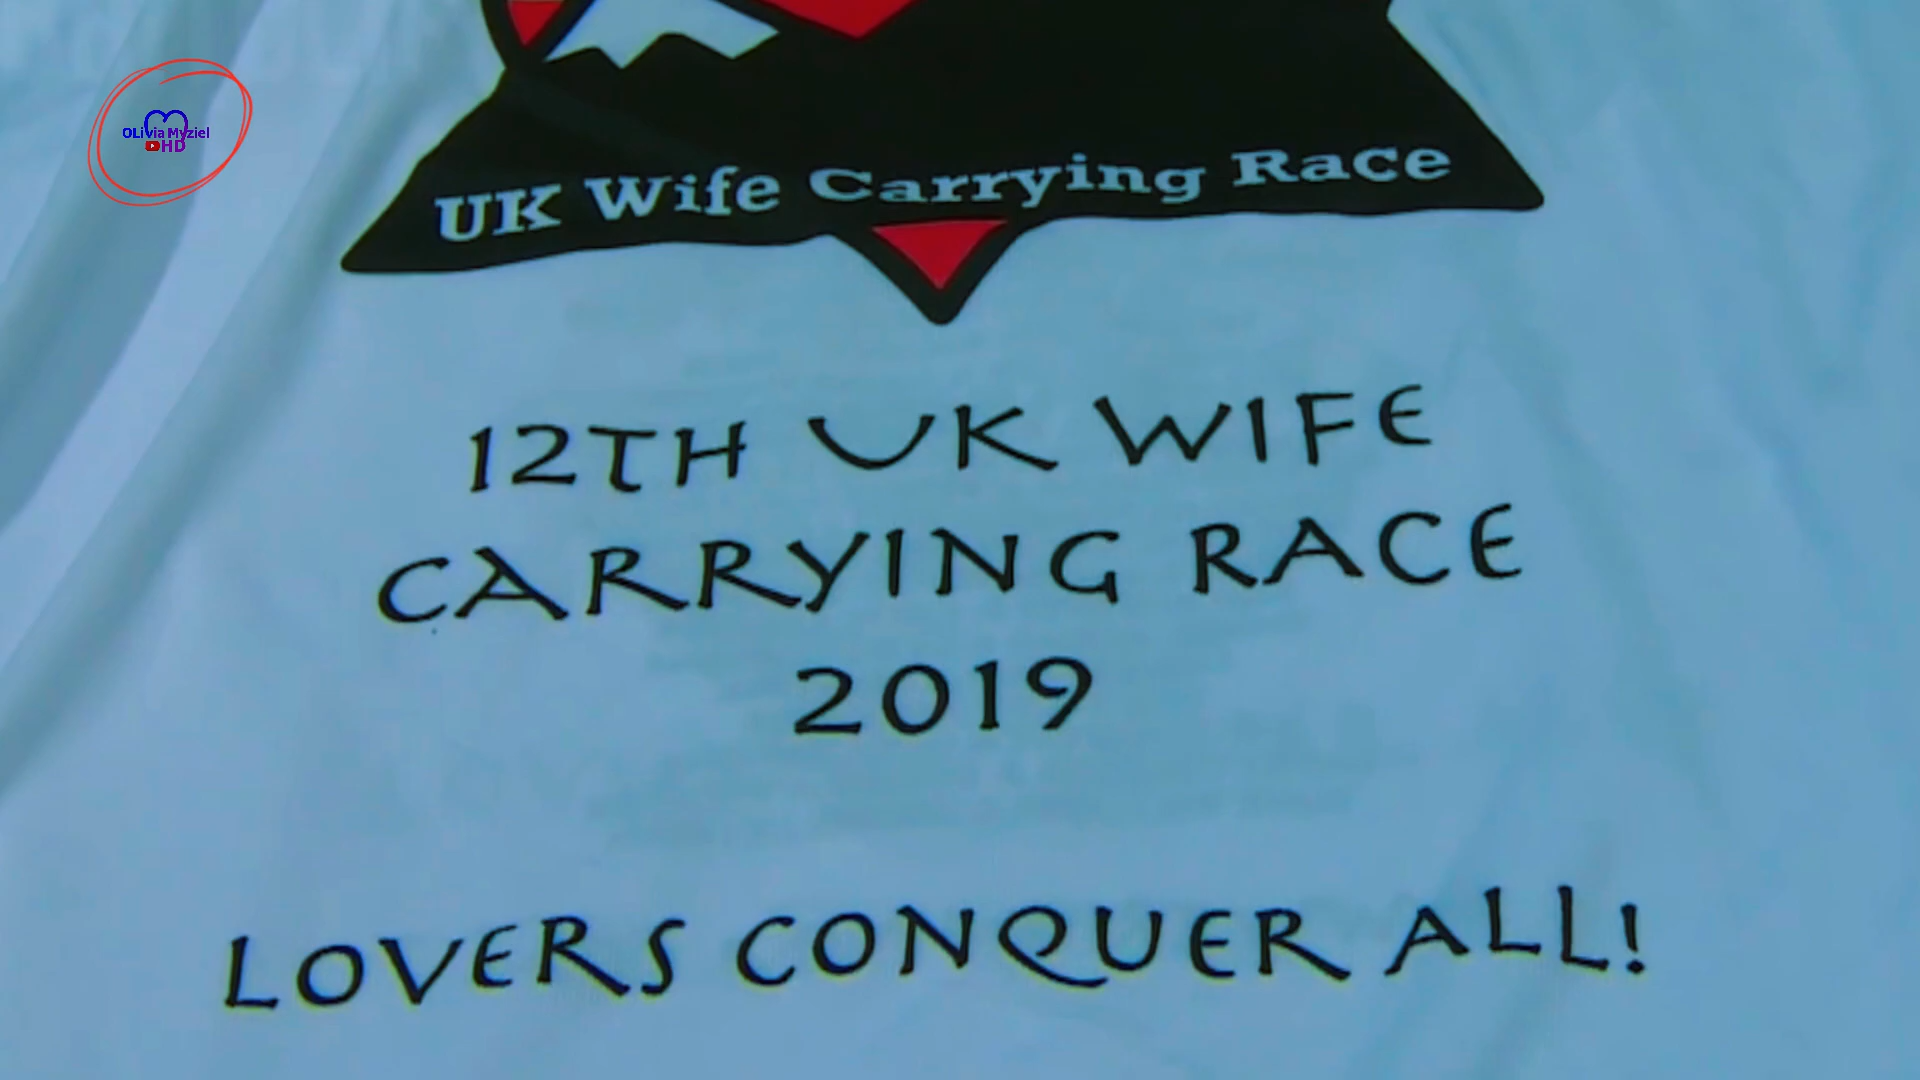 OLivia Myziel
HD
UK Wife Carrying Race
12TH UK WIFE
CARRYING RACE
2019
LOVERS CONQUER ALL!